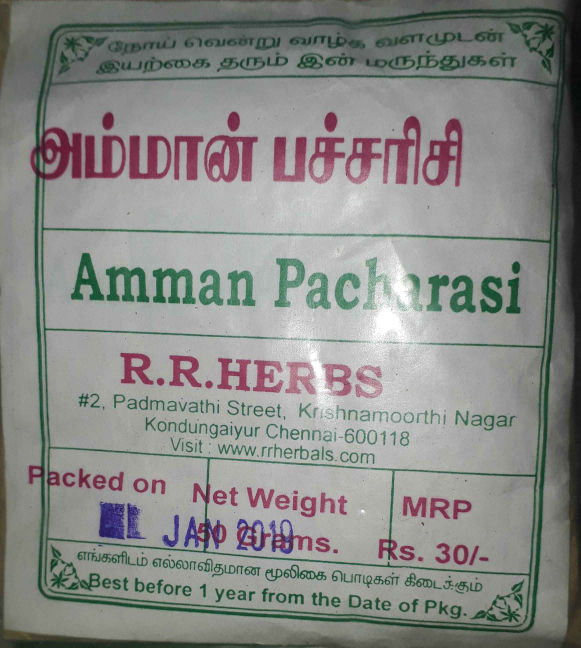 நோய் வென்று வாழ்க வளமுடன்
இயற்கை தரும் இன் மருந்துகள்
அம்மான் பச்சரிசி
Amman Pacharasi
R.R.HERBS
#2, Padmavathi Street, Krishnamoorthi Nagar
Kondungaiyur Chennai-600118
Visit : www.rrherbals.com
Packed on
JAN 2019
Net Weight
50 Grams.
MRP
Rs. 30/-
எங்களிடம் எல்லாவிதமான மூலிகை பொடிகள் கிடைக்கும்
Best before 1 year from the Date of Pkg.